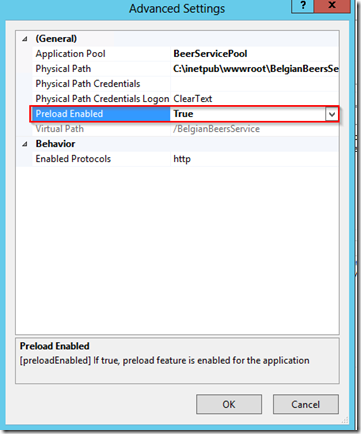 Advanced Settings
? X
(General)
Application Pool BeerServicePool
Physical Path C:\inetpub\wwwroot\BelgianBeersSe
Physical Path Credentials
Physical Path Credentials Logon ClearText
Preload Enabled True
Virtual Path /BelgianBeersService
Behavior
Enabled Protocols http
Preload Enabled
[preloadEnabled] If true, preload feature is enabled for the application
OK Cancel